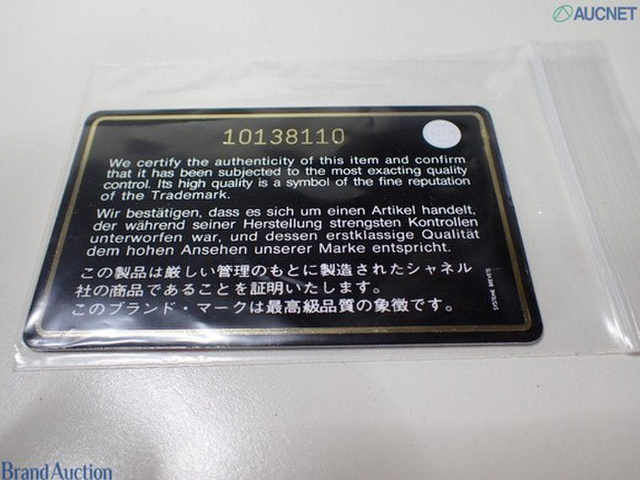 AUCNET
10138110
We certify the authenticity of this item and confirm
that it has been subjected to the most exacting quality
control. Its high quality is a symbol of the fine reputation
of the Trademark.
Wir bestätigen, dass es sich um einen Artikel handelt,
der während seiner Herstellung strengsten Kontrollen
unterworfen war, und dessen erstklassige Qualität
dem hohen Ansehen unserer Marke entspricht.
この製品は厳しい管理のもとに製造されたシャネル
社の商品であることを証明いたします。
このブランド・マークは最高級品質の象徴です。
SYSTEME BREVETE
Brand Auction